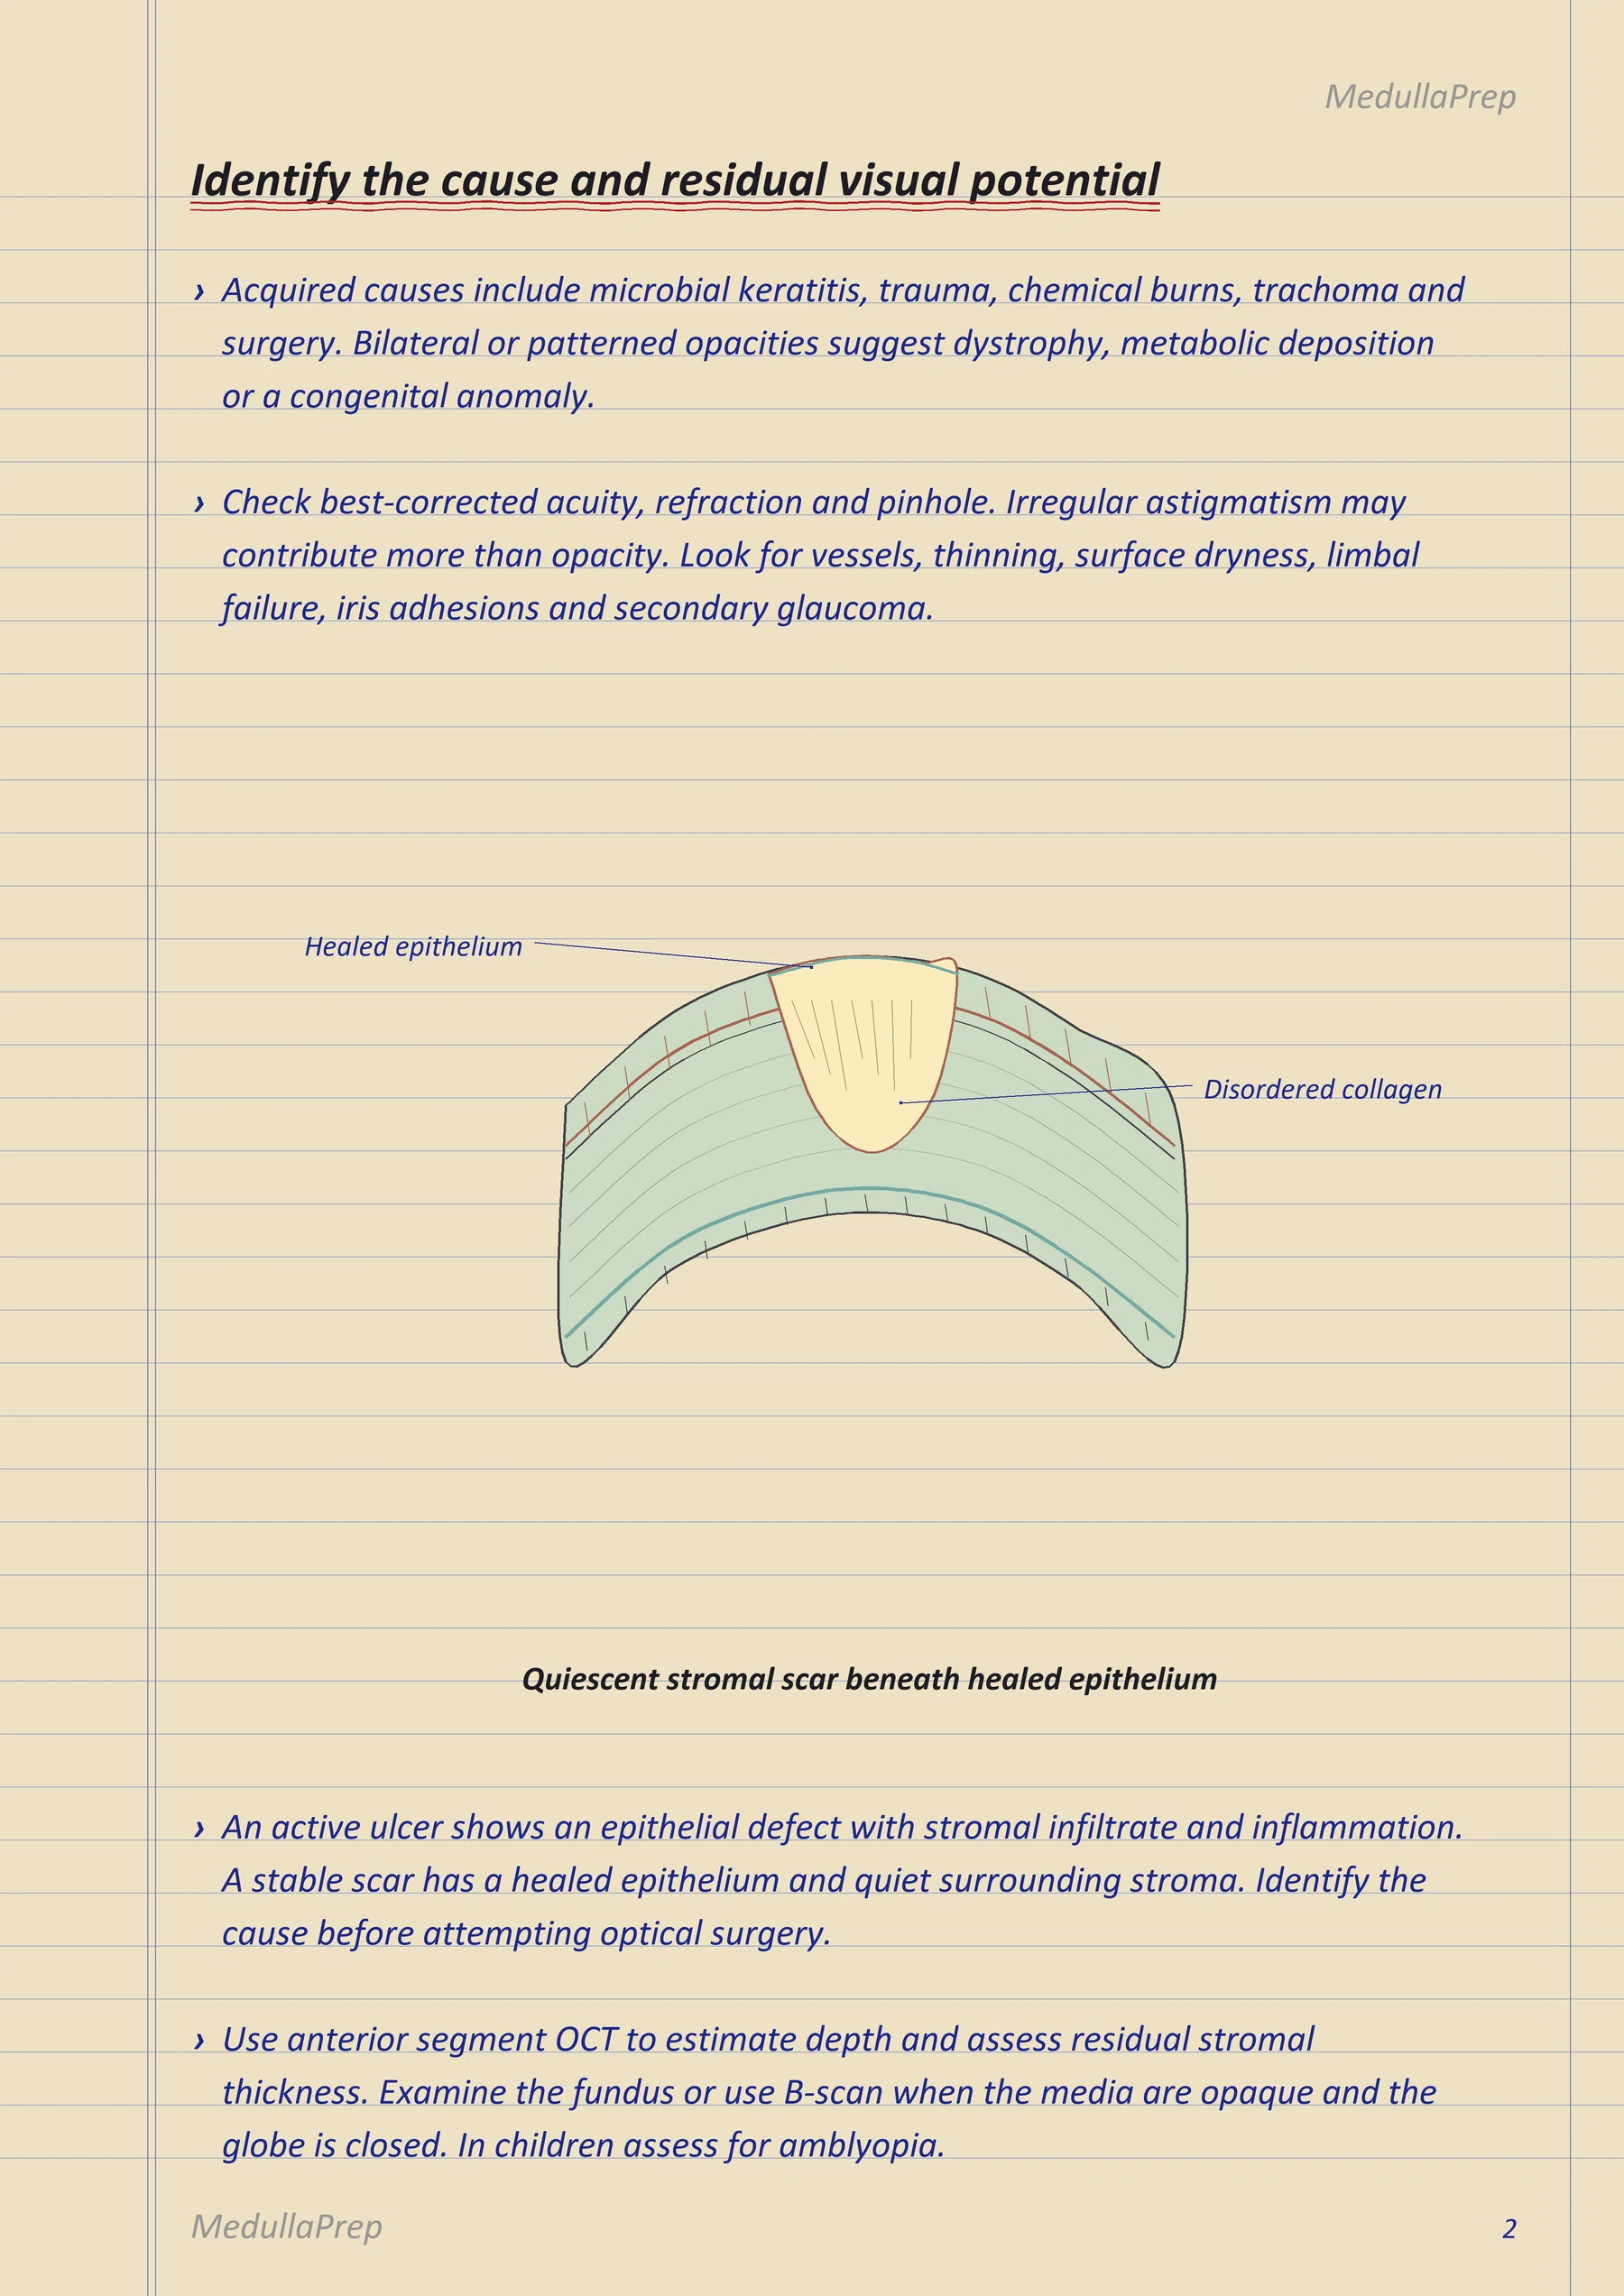 MedullaPrep
Identify the cause and residual visual potential
› Acquired causes include microbial keratitis, trauma, chemical burns, trachoma and
surgery. Bilateral or patterned opacities suggest dystrophy, metabolic deposition
or a congenital anomaly.
› Check best-corrected acuity, refraction and pinhole. Irregular astigmatism may
contribute more than opacity. Look for vessels, thinning, surface dryness, limbal
failure, iris adhesions and secondary glaucoma.
Healed epithelium
Disordered collagen
Quiescent stromal scar beneath healed epithelium
› An active ulcer shows an epithelial defect with stromal infiltrate and inflammation.
A stable scar has a healed epithelium and quiet surrounding stroma. Identify the
cause before attempting optical surgery.
› Use anterior segment OCT to estimate depth and assess residual stromal
thickness. Examine the fundus or use B-scan when the media are opaque and the
globe is closed. In children assess for amblyopia.
MedullaPrep
2